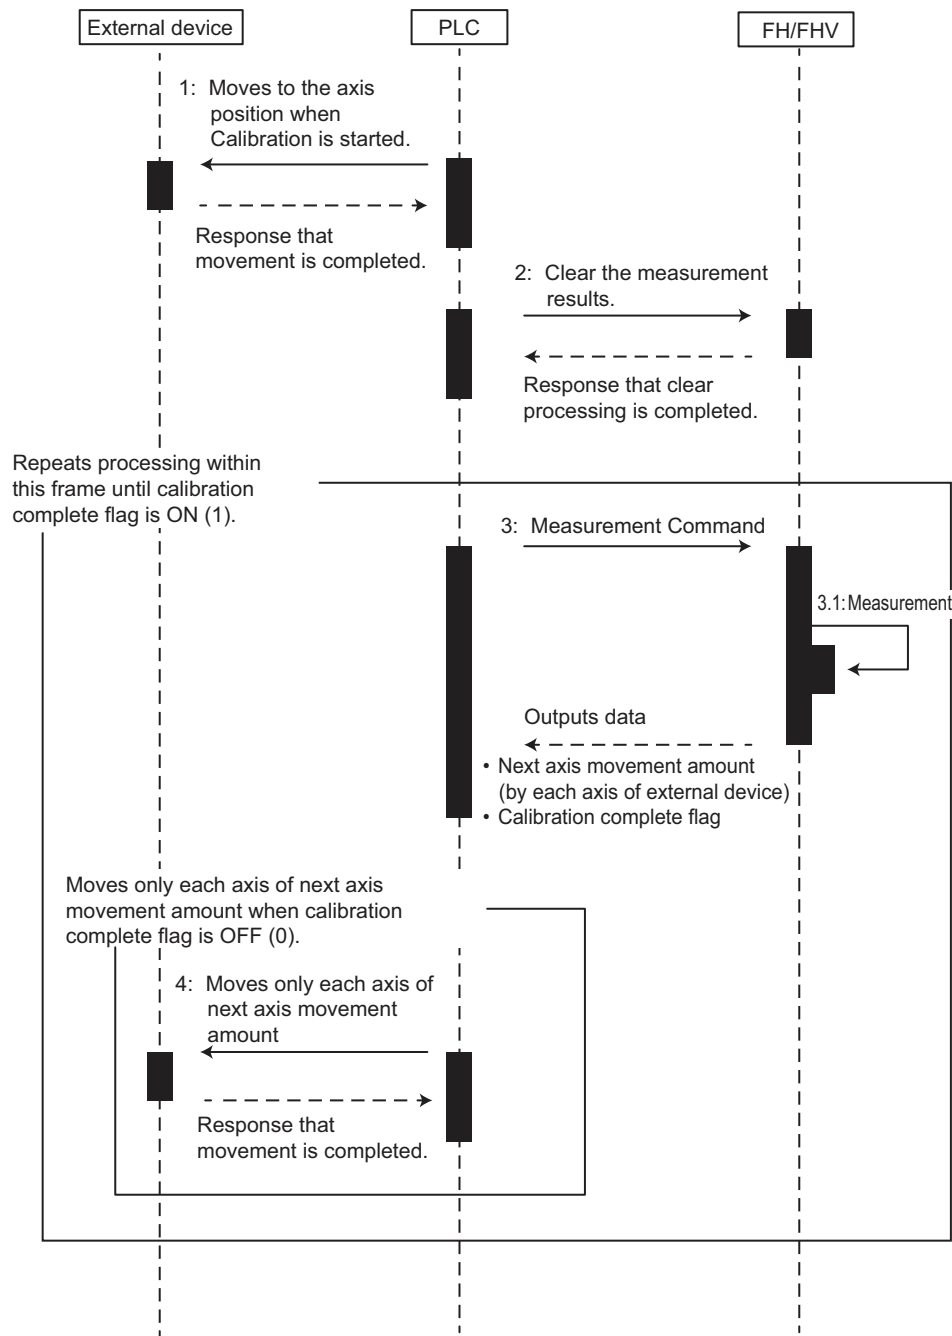 External device
PLC
FH/FHV
1: Moves to the axis
position when
Calibration is started.
Response that
movement is completed.
2: Clear the measurement
results.
Response that clear
processing is completed.
Repeats processing within
this frame until calibration
complete flag is ON (1).
3: Measurement Command
3.1: Measurement
Outputs data
• Next axis movement amount
(by each axis of external device)
• Calibration complete flag
Moves only each axis of next axis
movement amount when calibration
complete flag is OFF (0).
4: Moves only each axis of
next axis movement
amount
Response that
movement is completed.